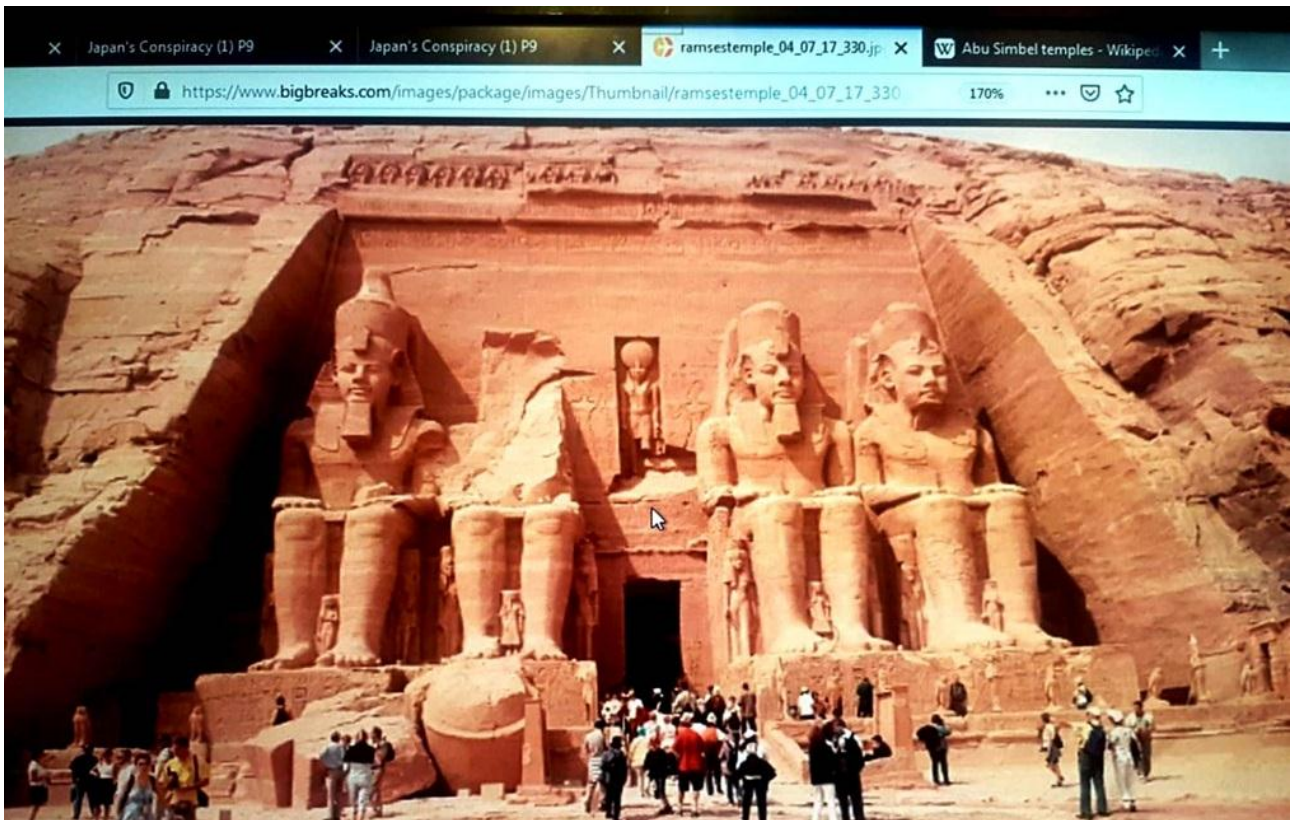 Japan's Conspiracy (1) P9
Japan's Conspiracy (1) P9
ramsestemple_04_07_17_330.jp
W Abu Simbel temples - Wikiped
https://www.bigbreaks.com/images/package/images/Thumbnail/ramsestemple_04_07_17_330
170%